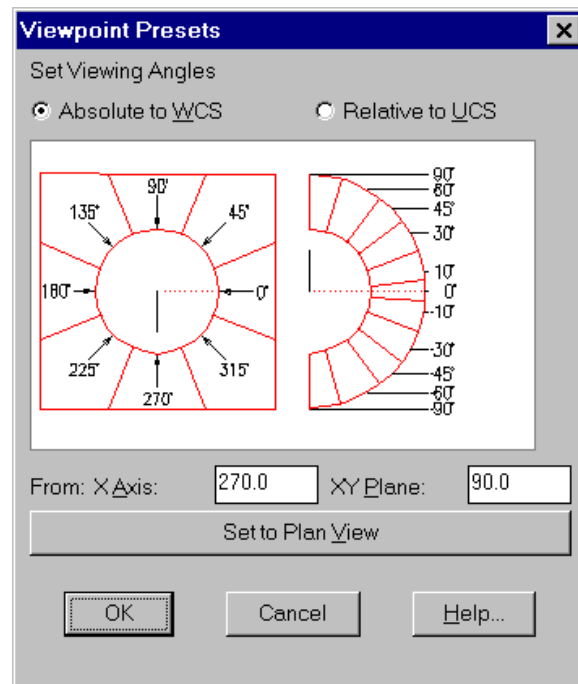 Viewpoint Presets
Set Viewing Angles
Absolute to WCS
Relative to UCS
90°
135°
45°
180°
0°
225°
315°
270°
90°
60°
45°
30°
10°
0°
-10°
-30°
-45°
-60°
-90°
From: X Axis: 270.0 XY Plane: 90.0
Set to Plan View
OK Cancel Help...